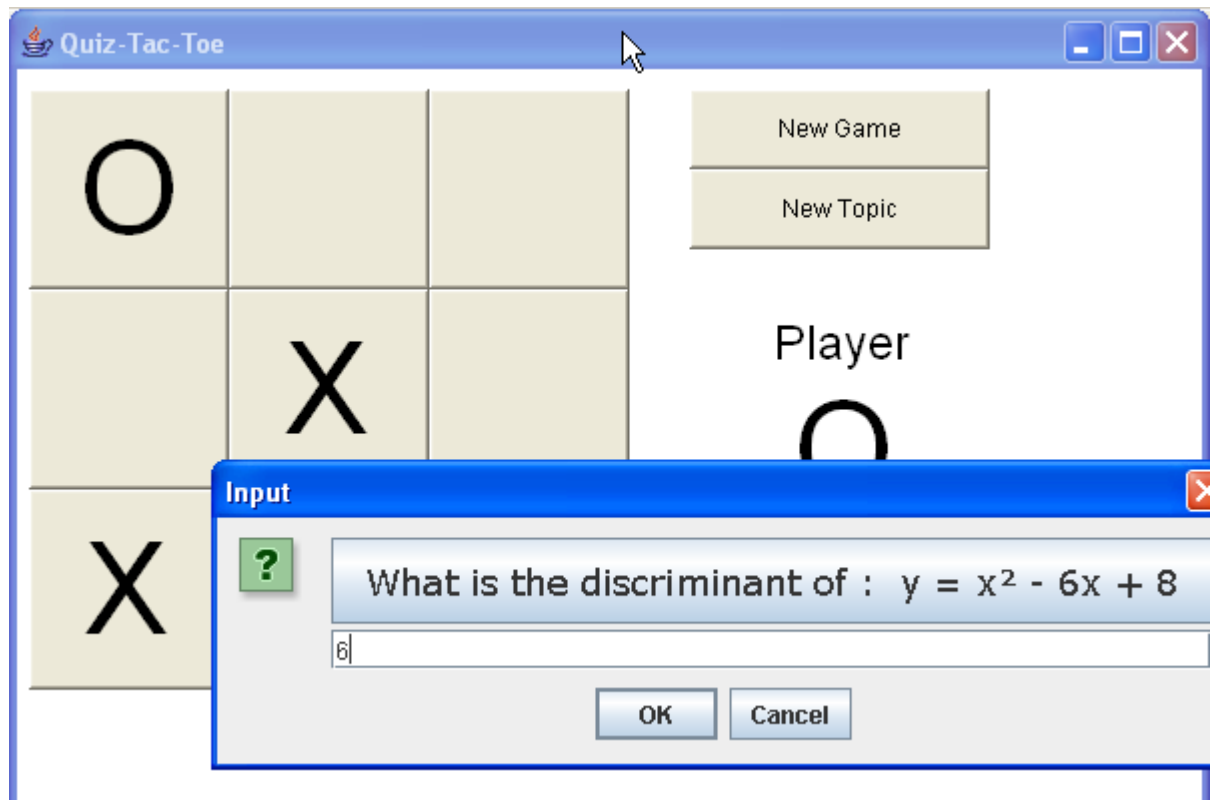 Quiz-Tac-Toe
O
New Game
New Topic
X
Player
O
X
Input
?
What is the discriminant of : y = x² - 6x + 8
6
OK Cancel